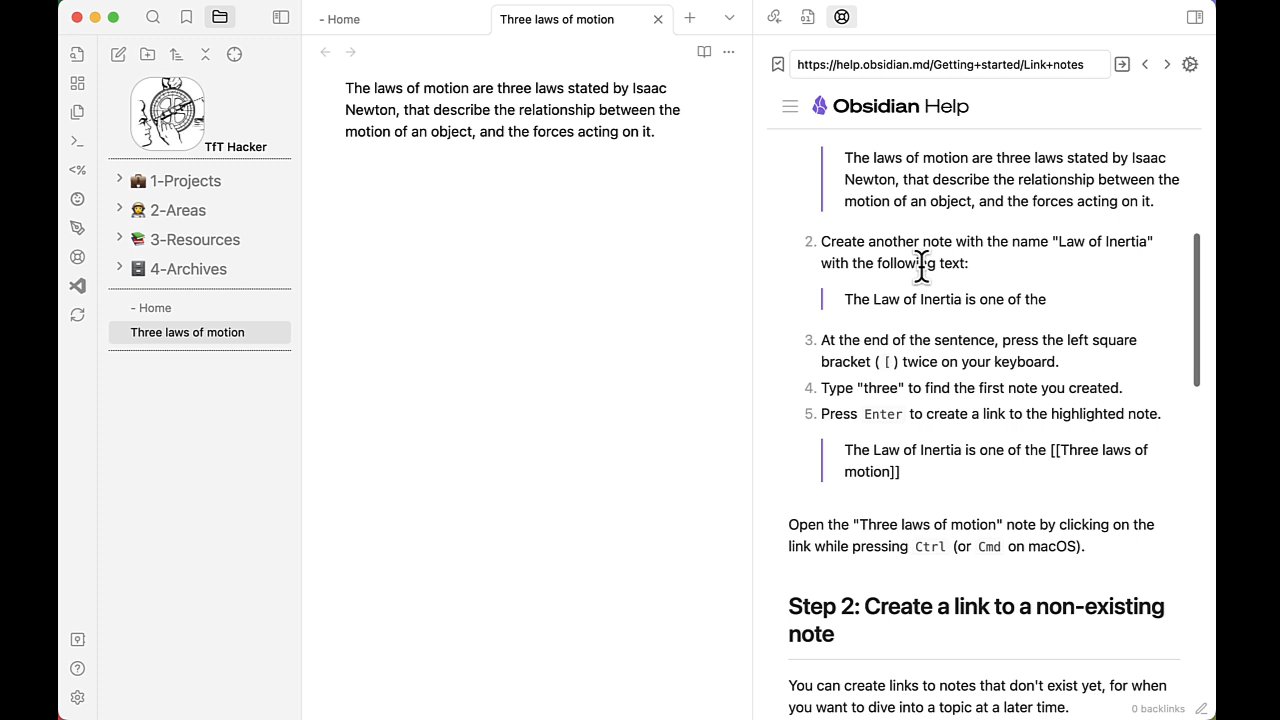 - Home
Three laws of motion
TfT Hacker
1-Projects
2-Areas
3-Resources
4-Archives
- Home
Three laws of motion
The laws of motion are three laws stated by Isaac
Newton, that describe the relationship between the
motion of an object, and the forces acting on it.
https://help.obsidian.md/Getting+started/Link+notes
Obsidian Help
The laws of motion are three laws stated by Isaac
Newton, that describe the relationship between the
motion of an object, and the forces acting on it.
2. Create another note with the name "Law of Inertia"
with the following text:
The Law of Inertia is one of the
3. At the end of the sentence, press the left square
bracket ( [ ) twice on your keyboard.
4. Type "three" to find the first note you created.
5. Press Enter to create a link to the highlighted note.
The Law of Inertia is one of the [[Three laws of
motion]]
Open the "Three laws of motion" note by clicking on the
link while pressing Ctrl (or Cmd on macOS).
Step 2: Create a link to a non-existing
note
You can create links to notes that don't exist yet, for when
you want to dive into a topic at a later time.
0 backlinks